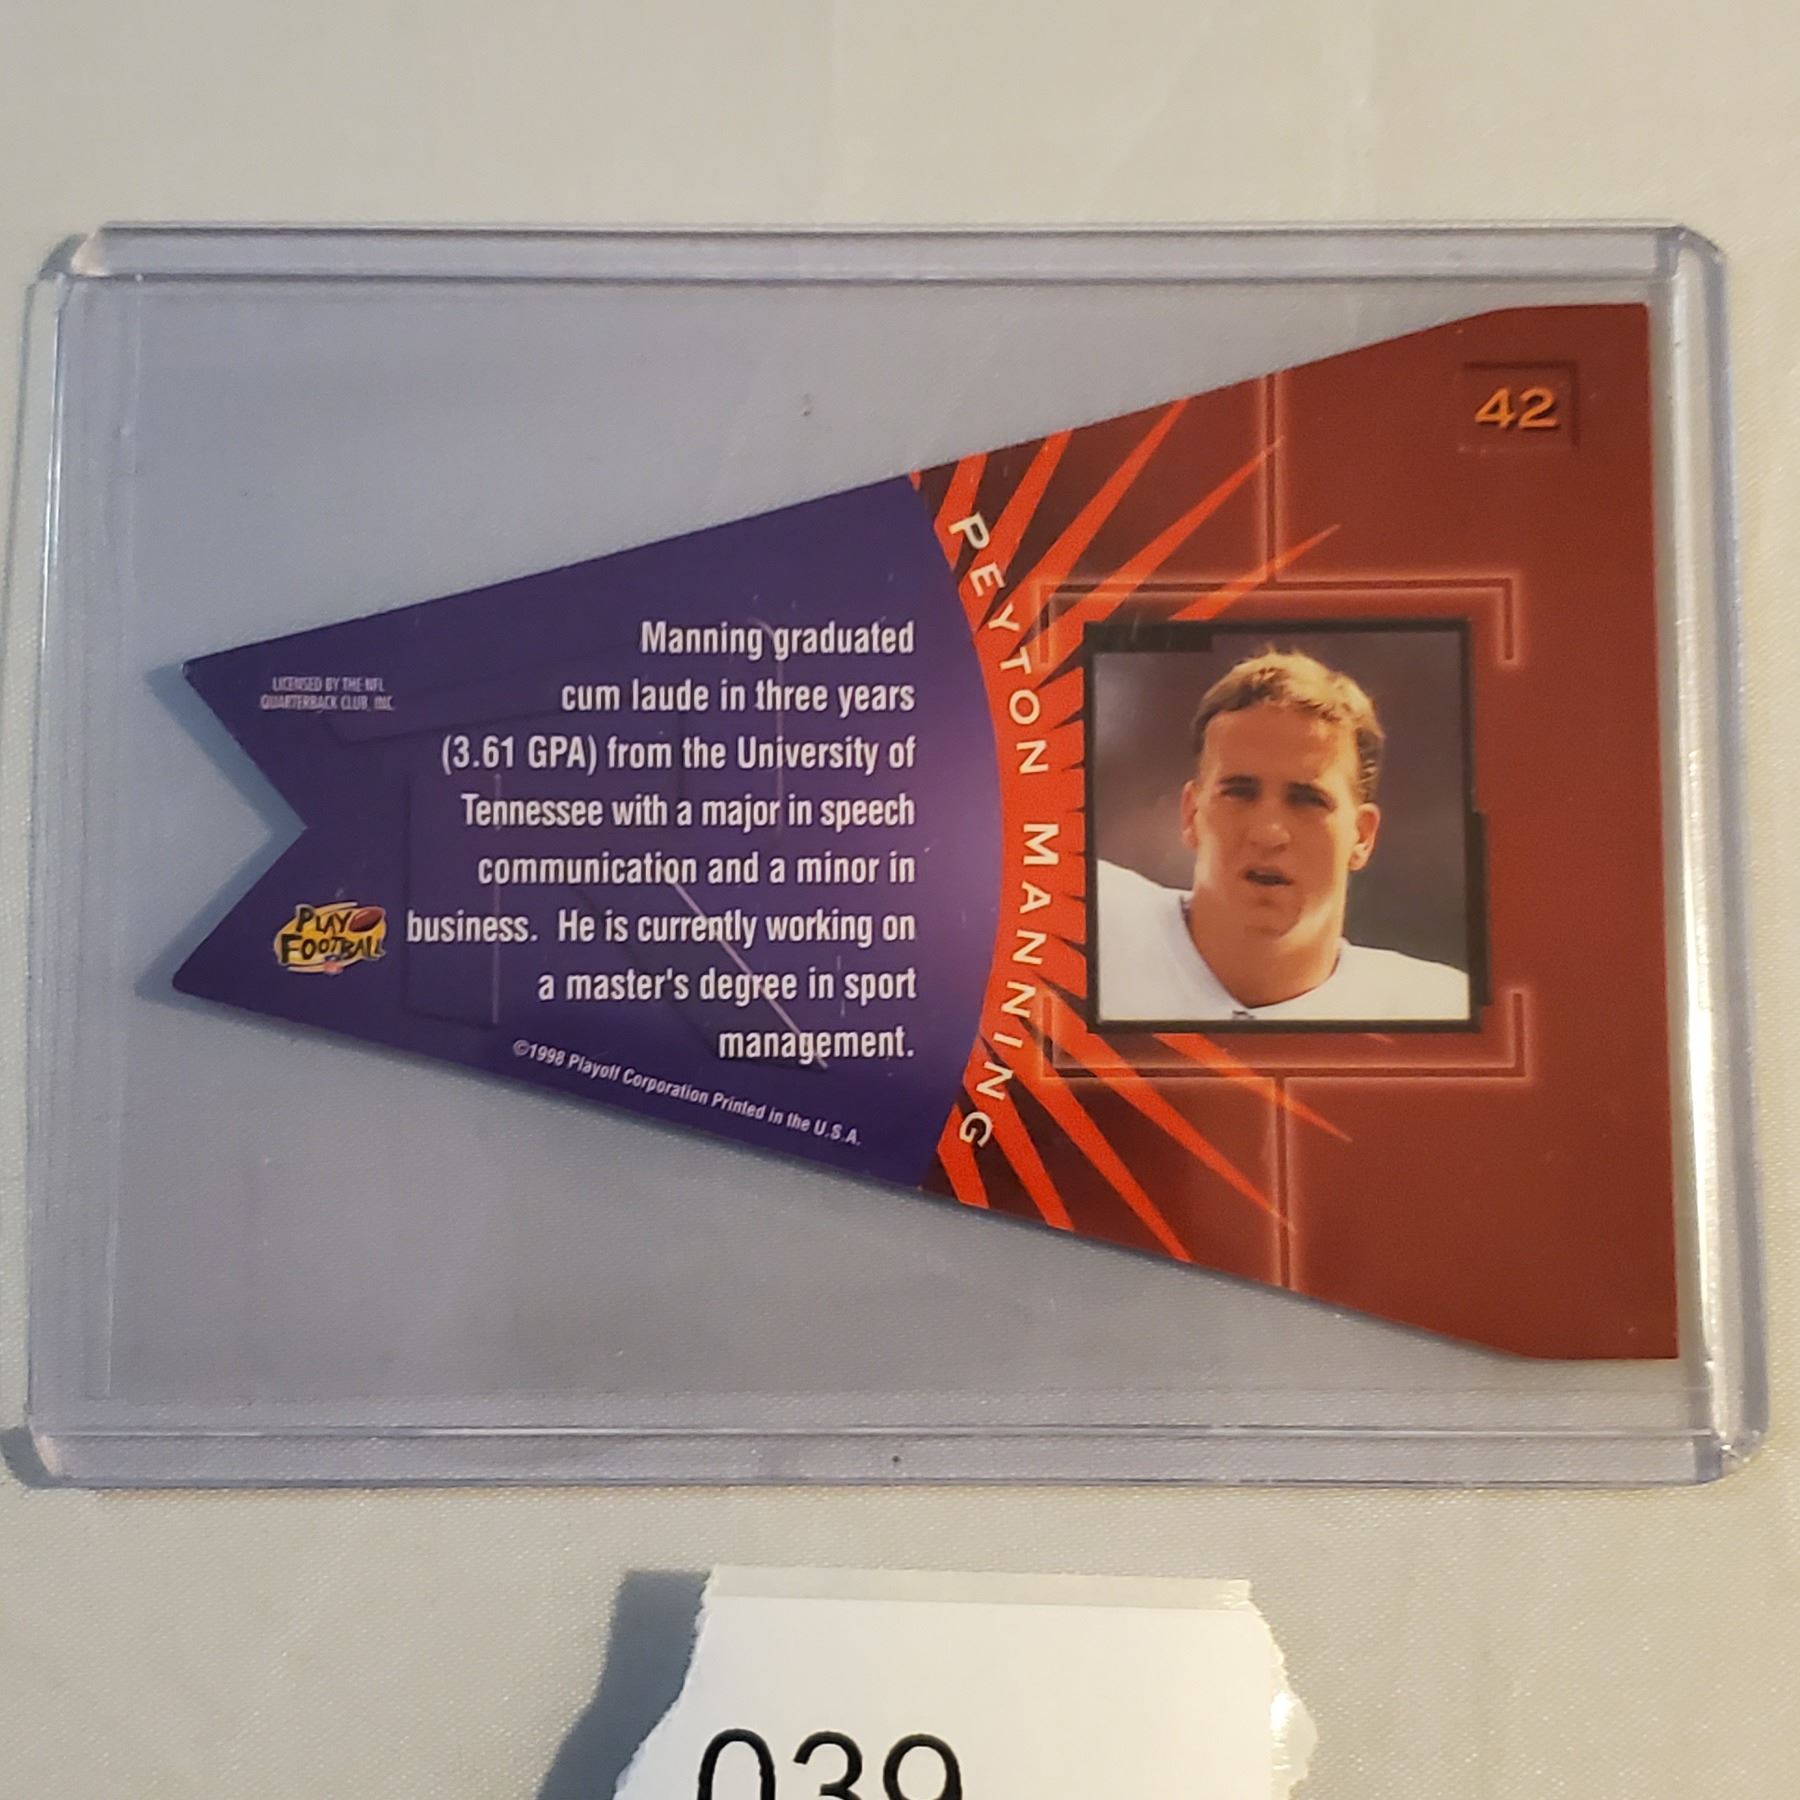 42
PEYTON MANNING
Manning graduated
cum laude in three years
(3.61 GPA) from the University of
Tennessee with a major in speech
communication and a minor in
business.  He is currently working on
a master's degree in sport
management.
LICENSED BY THE NFL
QUARTERBACK CLUB, INC.
PLAY
FOOTBALL
©1998 Playoff Corporation Printed in the U.S.A.
039